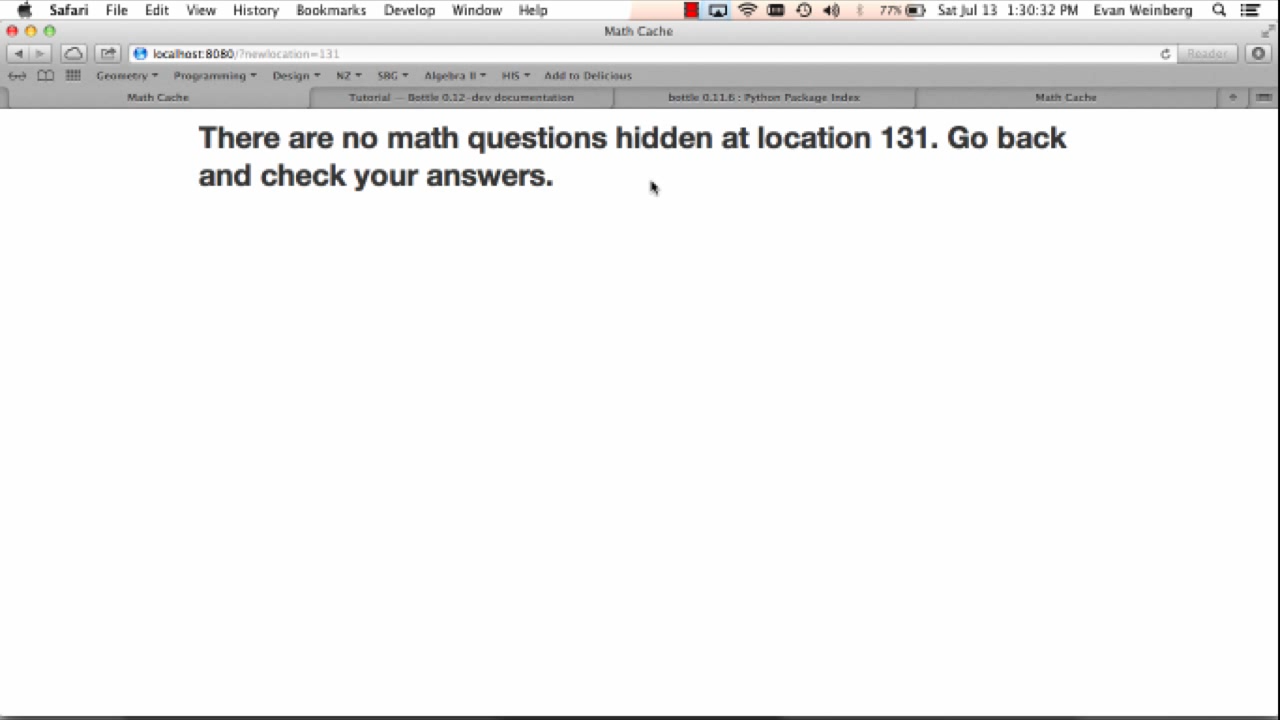 Safari File Edit View History Bookmarks Develop Window Help 77% Sat Jul 13 1:30:32 PM Evan Weinberg
Math Cache
localhost:8080/?newlocation=131 Reader
Geometry Programming Design NZ SBG Algebra II HIS Add to Delicious
Math Cache Tutorial — Bottle 0.12-dev documentation bottle 0.11.6 : Python Package Index Math Cache +
There are no math questions hidden at location 131. Go back
and check your answers.